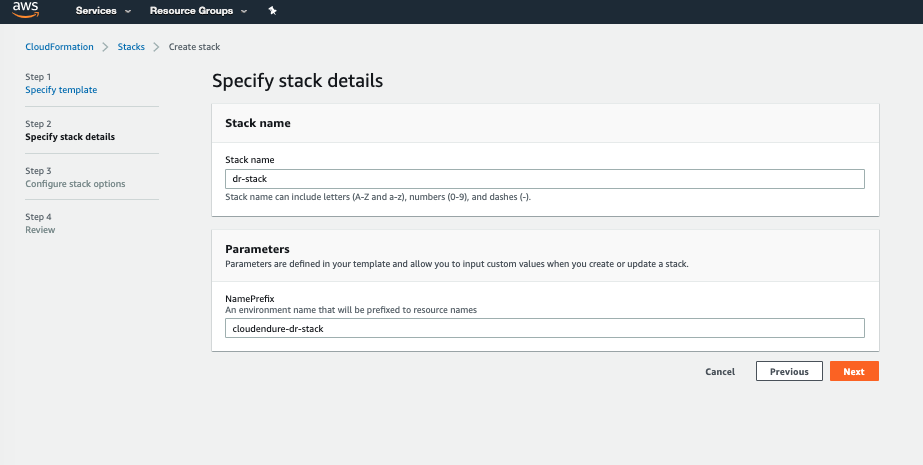 aws Services Resource Groups
CloudFormation Stacks Create stack
Step 1
Specify template
Step 2
Specify stack details
Step 3
Configure stack options
Step 4
Review
Specify stack details
Stack name
Stack name
dr-stack
Stack name can include letters (A-Z and a-z), numbers (0-9), and dashes (-).
Parameters
Parameters are defined in your template and allow you to input custom values when you create or update a stack.
NamePrefix
An environment name that will be prefixed to resource names
cloudendure-dr-stack
Cancel Previous Next